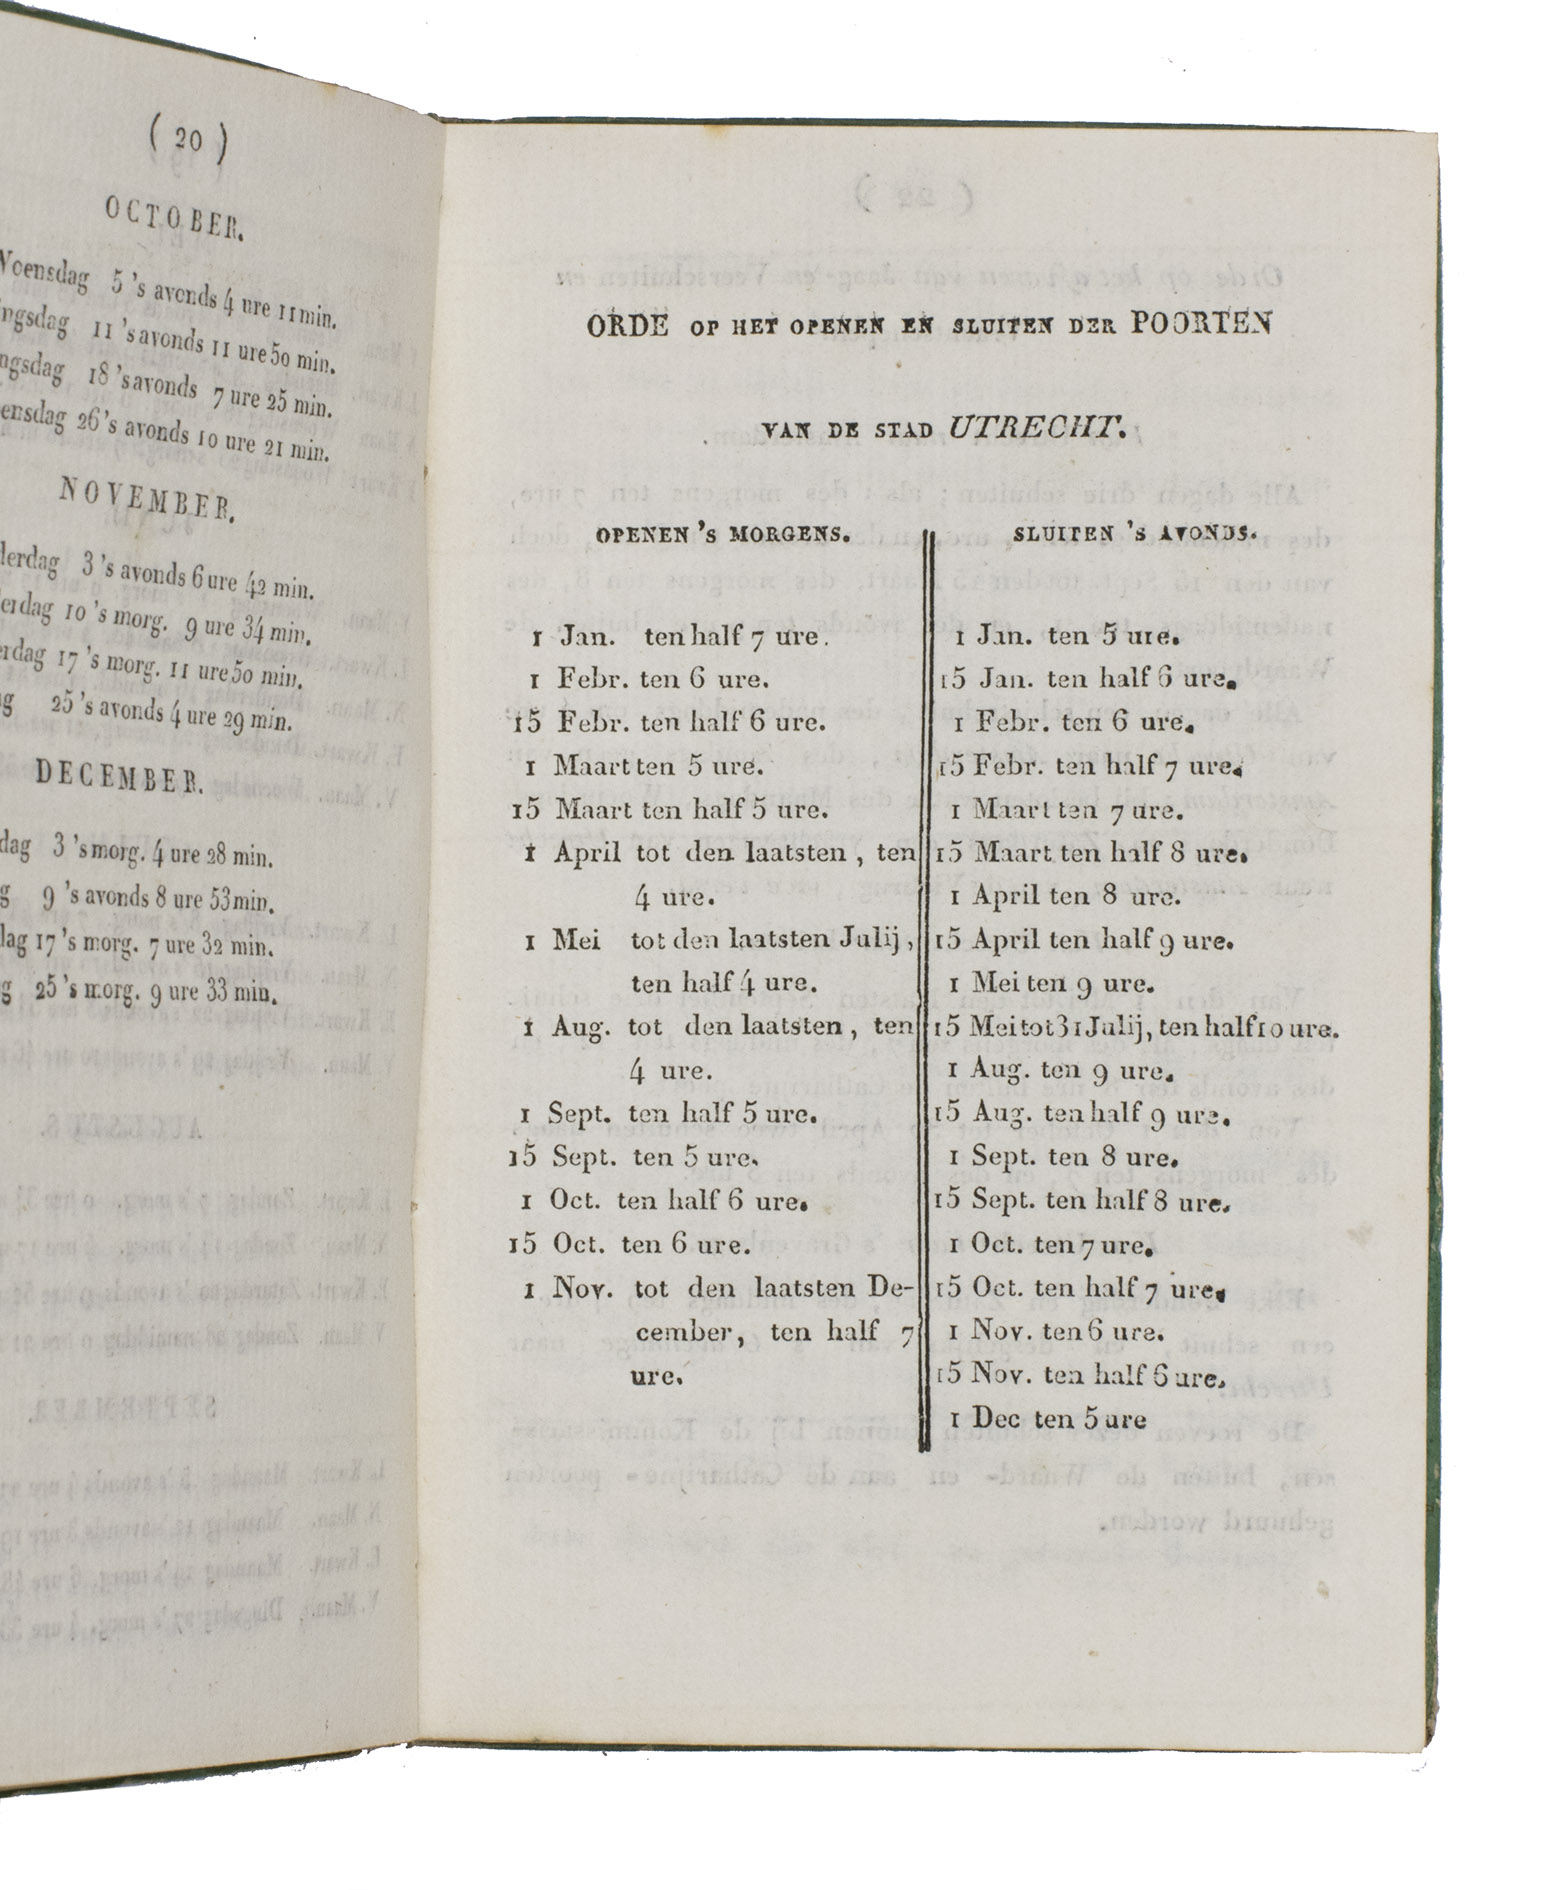 ( 20 )
OCTOBER.
Woensdag 5 's avonds 4 ure 11 min.
ngsdag 11 's avonds 11 ure 50 min.
ngsdag 18 's avonds 7 ure 25 min.
ensdag 26 's avonds 10 ure 21 min.
NOVEMBER.
derdag 3 's avonds 6 ure 42 min.
erdag 10 's morg. 9 ure 34 min.
rdag 17 's morg. 11 ure 50 min.
g 25 's avonds 4 ure 29 min.
DECEMBER.
dag 3 's morg. 4 ure 28 min.
g 9 's avonds 8 ure 53 min.
dag 17 's morg. 7 ure 32 min.
g 25 's morg. 9 ure 33 min.
ORDE OP HET OPENEN EN SLUITEN DER POORTEN
VAN DE STAD UTRECHT.
OPENEN 's MORGENS.
1 Jan. ten half 7 ure.
1 Febr. ten 6 ure.
15 Febr. ten half 6 ure.
1 Maart ten 5 ure.
15 Maart ten half 5 ure.
1 April tot den laatsten, ten
4 ure.
1 Mei tot den laatsten Julij,
ten half 4 ure.
1 Aug. tot den laatsten, ten
4 ure.
1 Sept. ten half 5 ure.
15 Sept. ten 5 ure.
1 Oct. ten half 6 ure.
15 Oct. ten 6 ure.
1 Nov. tot den laatsten De-
cember, ten half 7
ure.
SLUITEN 's AVONDS.
1 Jan. ten 5 ure.
15 Jan. ten half 6 ure.
1 Febr. ten 6 ure.
15 Febr. ten half 7 ure.
1 Maart ten 7 ure.
15 Maart ten half 8 ure.
1 April ten 8 ure.
15 April ten half 9 ure.
1 Mei ten 9 ure.
15 Mei tot 31 Julij, ten half 10 ure.
1 Aug. ten 9 ure.
15 Aug. ten half 9 ure.
1 Sept. ten 8 ure.
15 Sept. ten half 8 ure.
1 Oct. ten 7 ure.
15 Oct. ten half 7 ure.
1 Nov. ten 6 ure.
15 Nov. ten half 6 ure.
1 Dec ten 5 ure